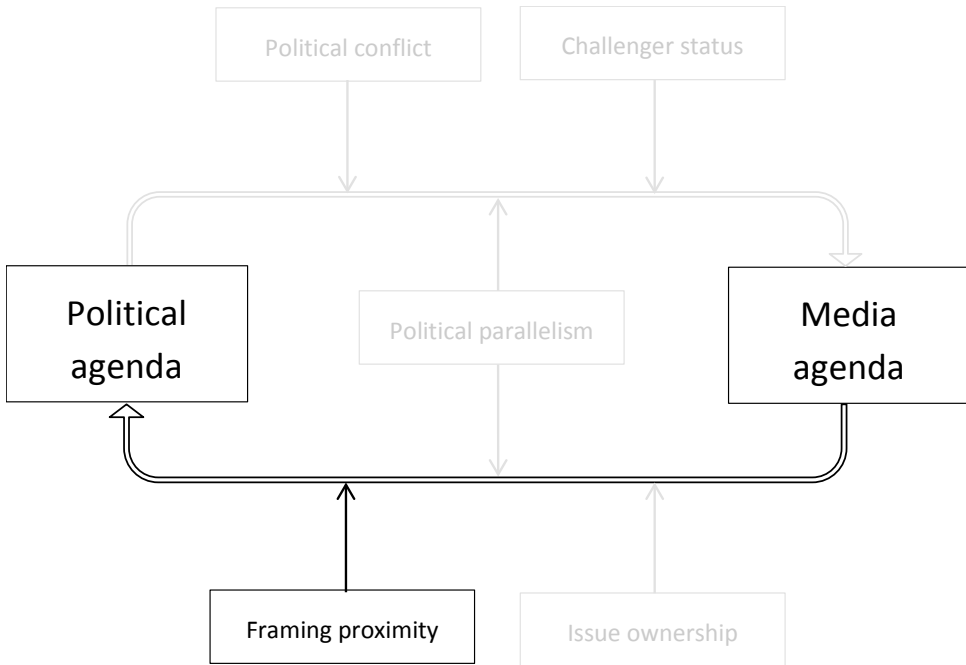 Political conflict
Challenger status
Political
agenda
Political parallelism
Media
agenda
Framing proximity
Issue ownership